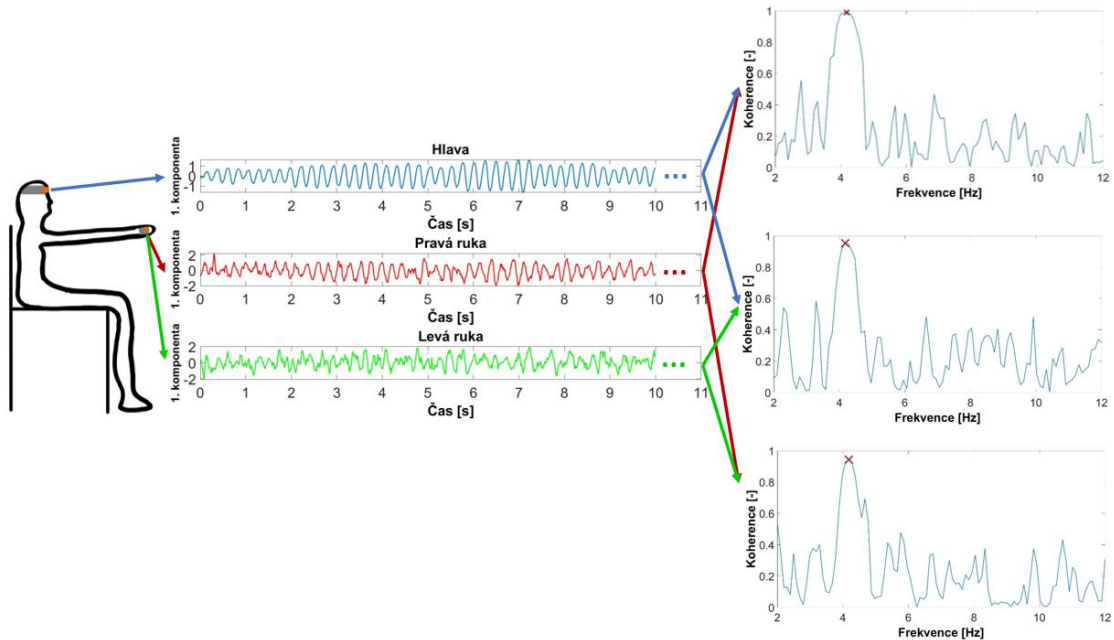 Hlava
1. komponenta
1
0
-1
0 1 2 3 4 5 6 7 8 9 10 11
Čas [s]
Pravá ruka
1. komponenta
2
0
-2
0 1 2 3 4 5 6 7 8 9 10 11
Čas [s]
Levá ruka
1. komponenta
2
0
-2
0 1 2 3 4 5 6 7 8 9 10 11
Čas [s]
Koherence [-]
1
0.8
0.6
0.4
0.2
0
2 4 6 8 10 12
Frekvence [Hz]
Koherence [-]
1
0.8
0.6
0.4
0.2
0
2 4 6 8 10 12
Frekvence [Hz]
Koherence [-]
1
0.8
0.6
0.4
0.2
0
2 4 6 8 10 12
Frekvence [Hz]